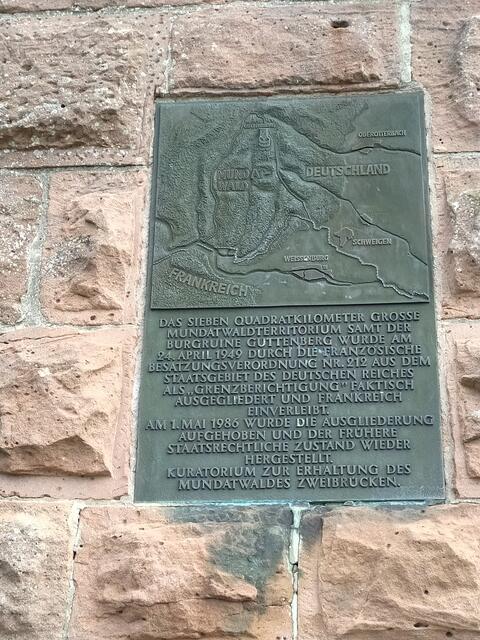 OBEROTTERBACH
MUNDAT-
WALD
DEUTSCHLAND
SCHWEIGEN
WEISSENBURG
FRANKREICH
DAS SIEBEN QUADRATKILOMETER GROSSE
MUNDATWALDTERRITORIUM SAMT DER
BURGRUINE GUTTENBERG WURDE AM
24. APRIL 1949 DURCH DIE FRANZÖSISCHE
BESATZUNGSVERORDNUNG NR. 212 AUS DEM
STAATSGEBIET DES DEUTSCHEN REICHES
ALS „GRENZBERICHTIGUNG" FAKTISCH
AUSGEGLIEDERT UND FRANKREICH
EINVERLEIBT.
AM 1. MAI 1986 WURDE DIE AUSGLIEDERUNG
AUFGEHOBEN UND DER FRÜHERE
STAATSRECHTLICHE ZUSTAND WIEDER
HERGESTELLT.
KURATORIUM ZUR ERHALTUNG DES
MUNDATWALDES ZWEIBRÜCKEN.